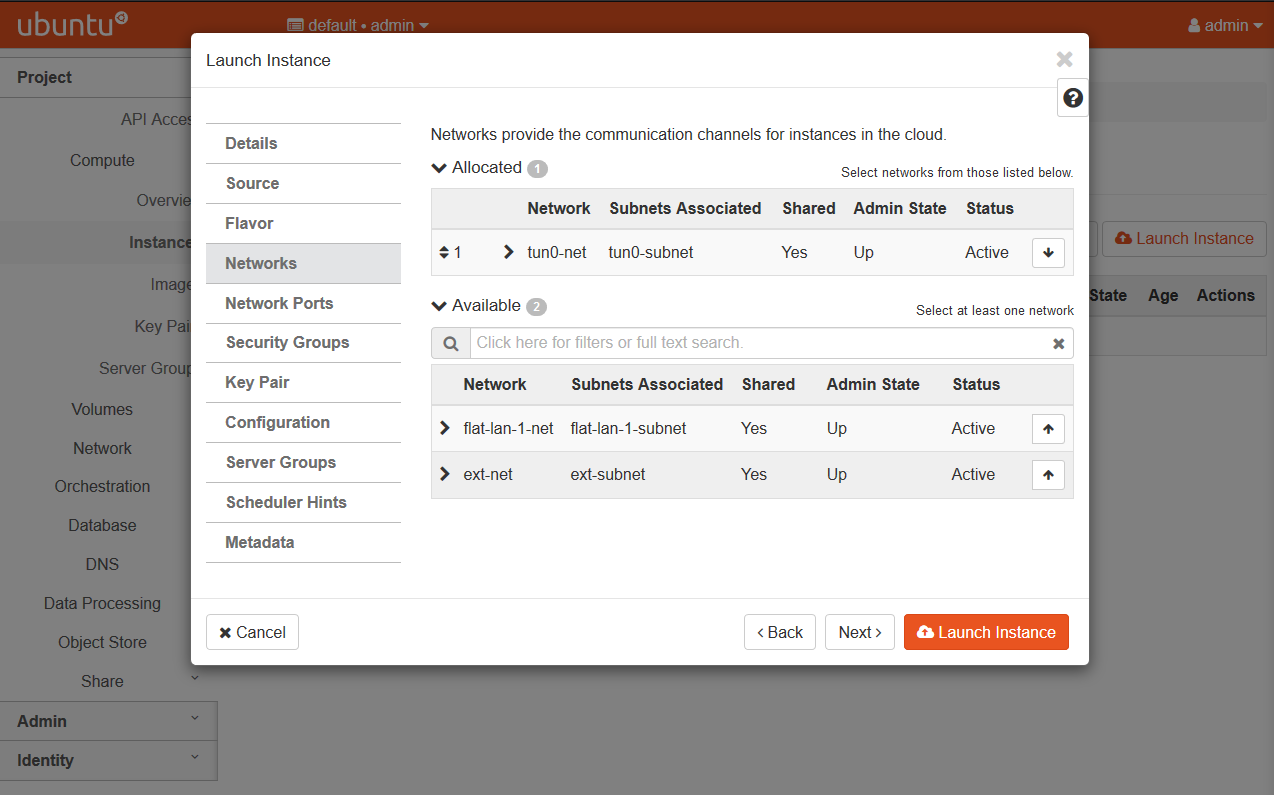 ubuntu
default • admin
admin
Launch Instance
Project
API Acces
Compute
Overvie
Instance
Image
Key Pai
Server Group
Volumes
Network
Orchestration
Database
DNS
Data Processing
Object Store
Share
Admin
Identity
Details
Source
Flavor
Networks
Network Ports
Security Groups
Key Pair
Configuration
Server Groups
Scheduler Hints
Metadata
Networks provide the communication channels for instances in the cloud.
Allocated 1
Select networks from those listed below.
Network Subnets Associated Shared Admin State Status
1 tun0-net tun0-subnet Yes Up Active
Available 2
Select at least one network
Click here for filters or full text search.
Network Subnets Associated Shared Admin State Status
flat-lan-1-net flat-lan-1-subnet Yes Up Active
ext-net ext-subnet Yes Up Active
Cancel
< Back
Next >
Launch Instance
Launch Instance
State Age Actions